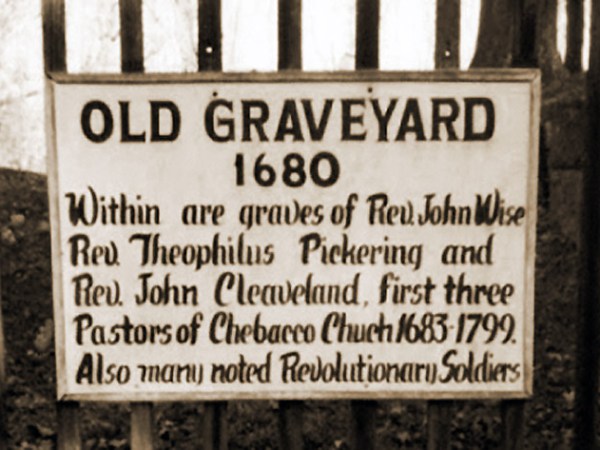 OLD GRAVEYARD
1680
Within are graves of Rev. John Wise
Rev. Theophilus Pickering and
Rev. John Cleaveland, first three
Pastors of Chebacco Chuch 1683-1799.
Also many noted Revolutionary Soldiers